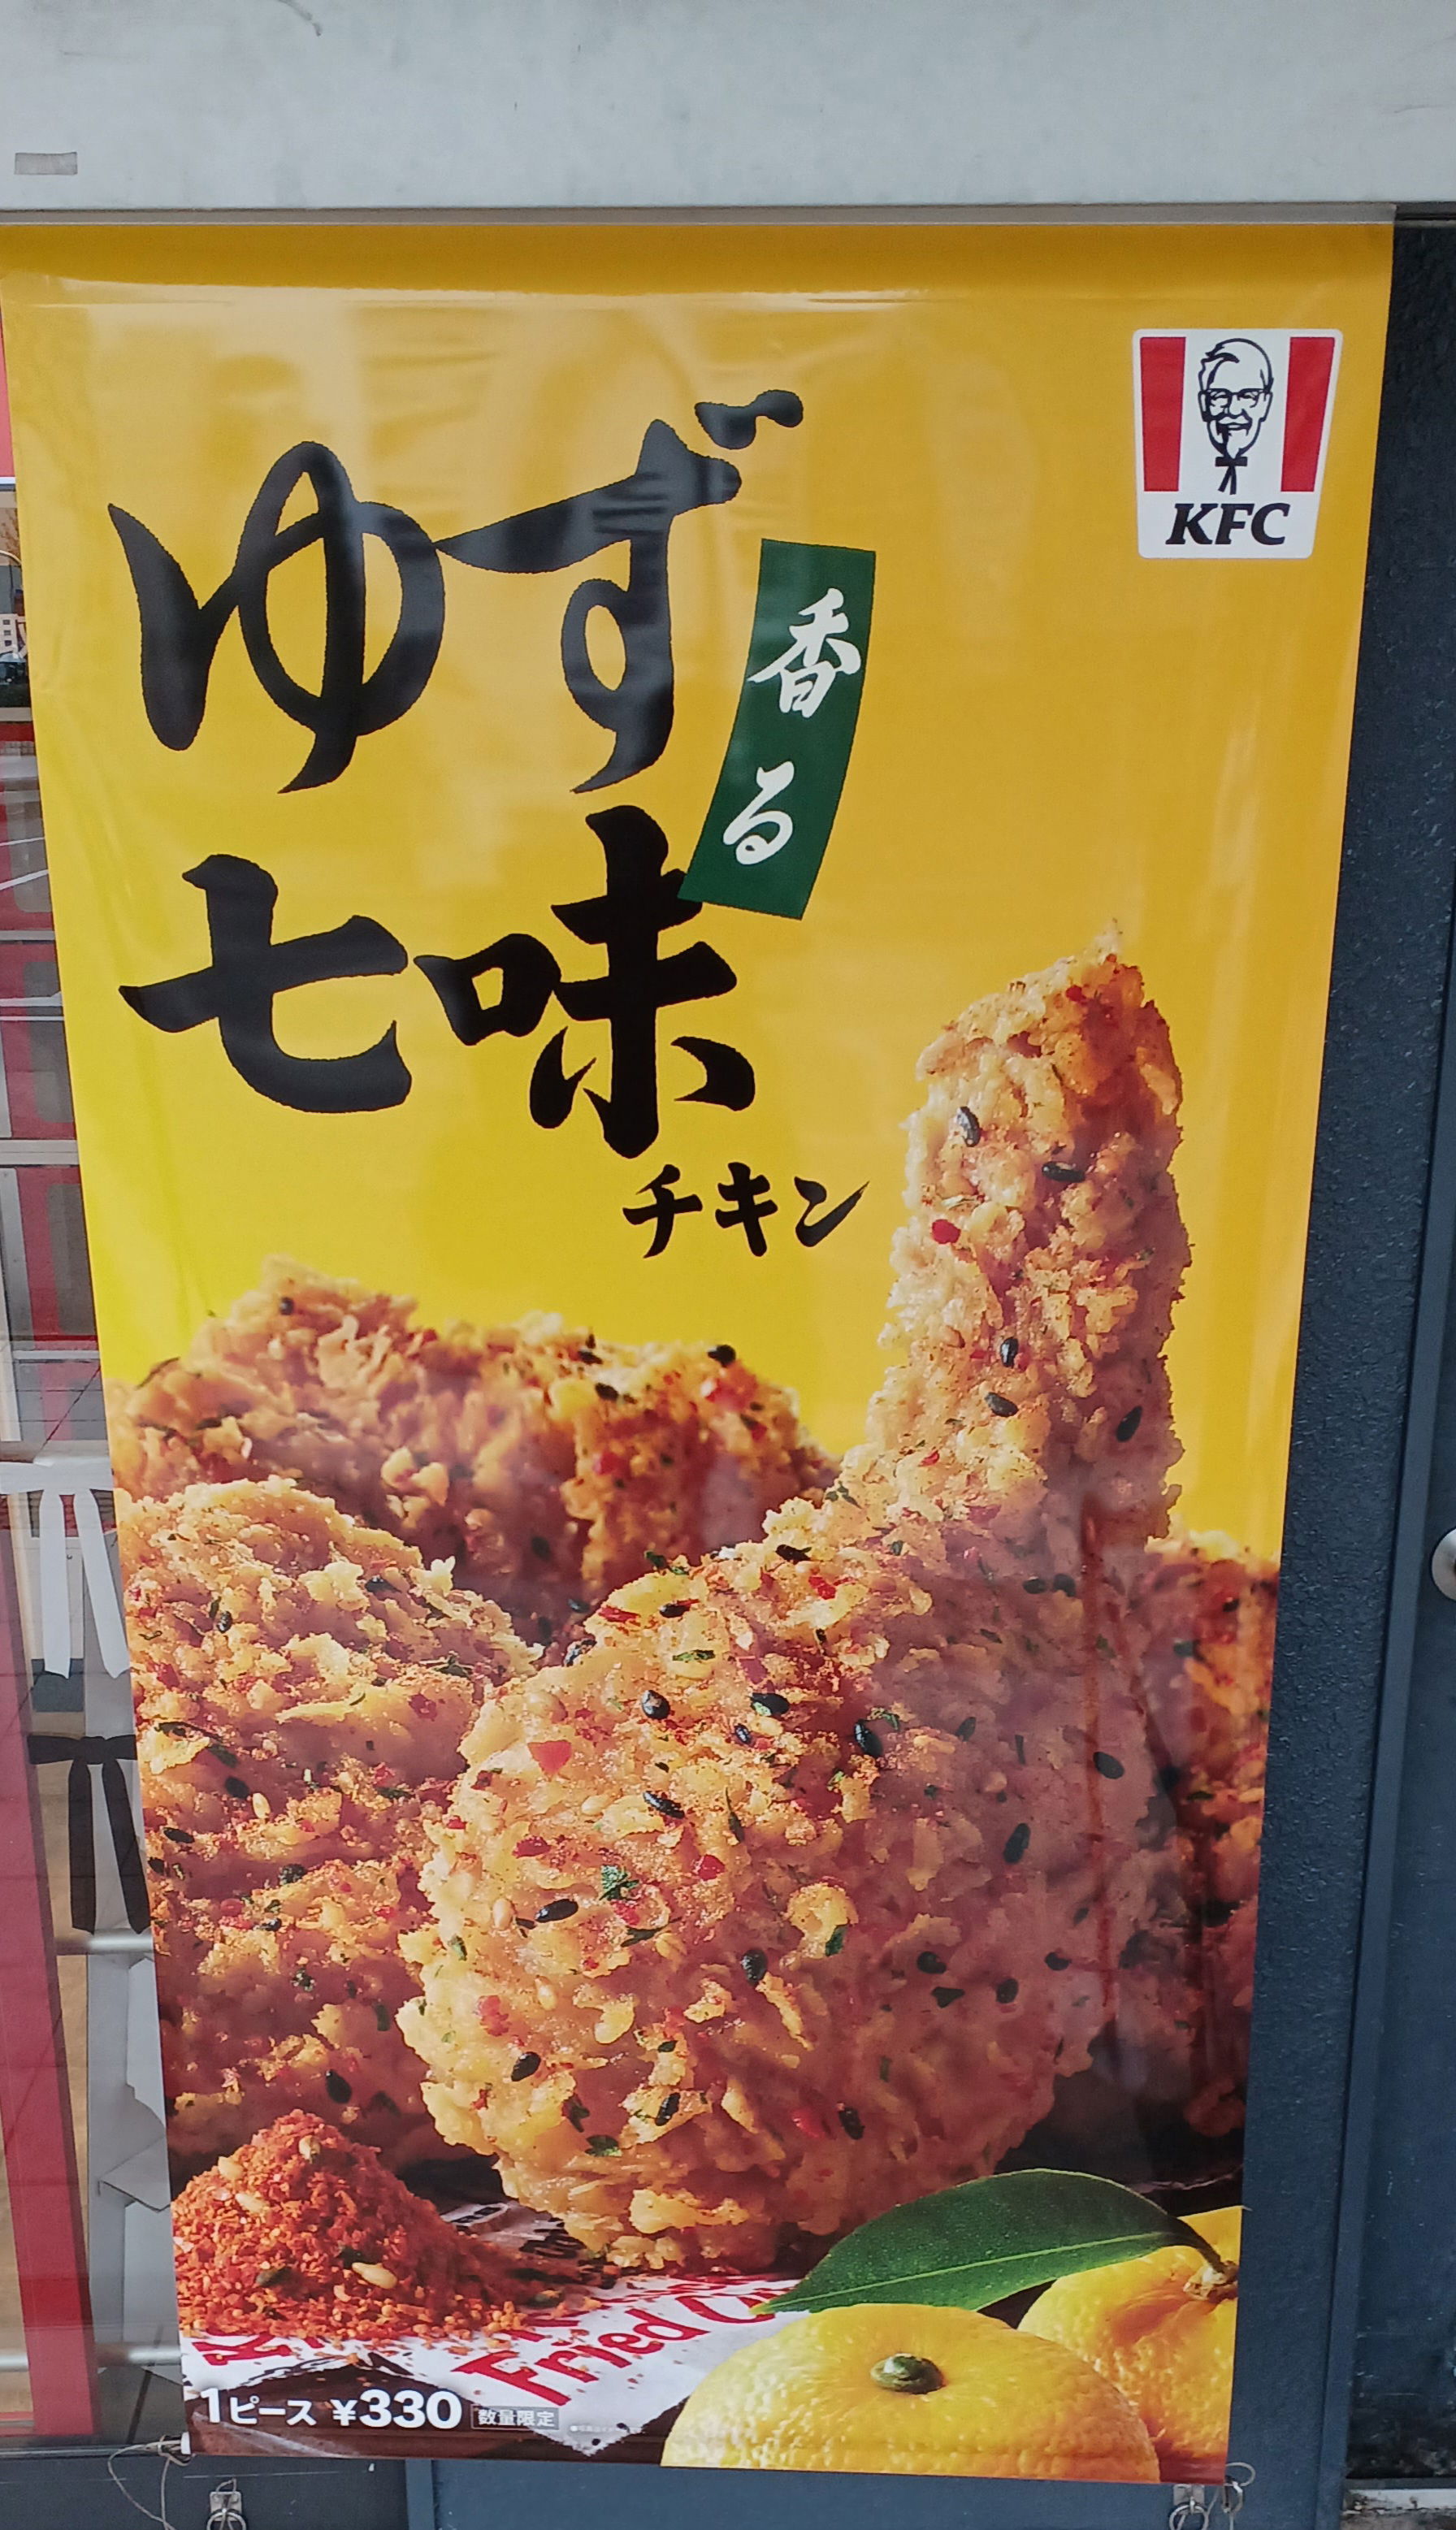 KFC
ゆず
香る
七味
チキン
Fried
1ピース ¥330 数量限定